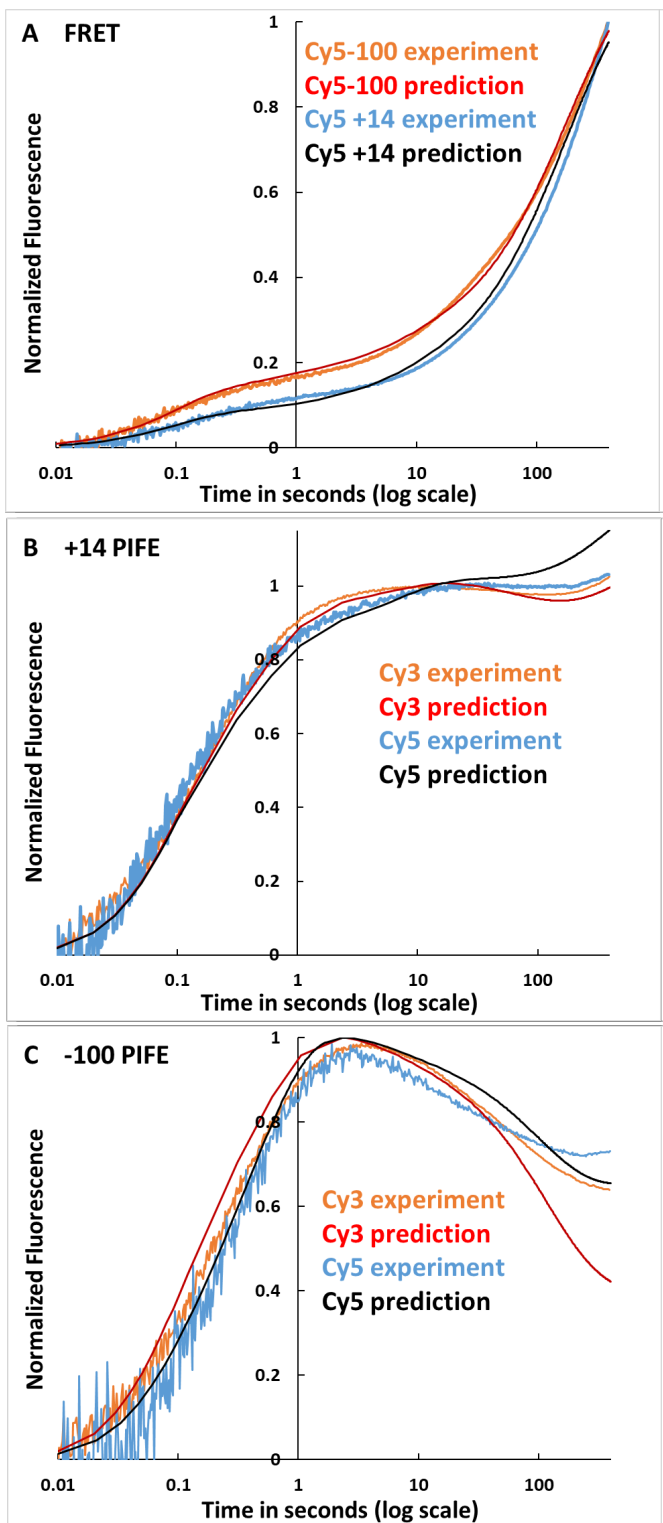 A FRET
1
Cy5-100 experiment
Cy5-100 prediction
Cy5 +14 experiment
Cy5 +14 prediction
0.8
0.6
0.4
0.2
0
Normalized Fluorescence
0.01 0.1 1 10 100
Time in seconds (log scale)
B +14 PIFE
1
0.8
Cy3 experiment
Cy3 prediction
Cy5 experiment
Cy5 prediction
0.6
0.4
0.2
0
Normalized Fluorescence
0.01 0.1 1 10 100
Time in seconds (log scale)
C -100 PIFE
1
0.8
0.6
Cy3 experiment
Cy3 prediction
Cy5 experiment
Cy5 prediction
0.4
0.2
0
Normalized Fluorescence
0.01 0.1 1 10 100
Time in seconds (log scale)